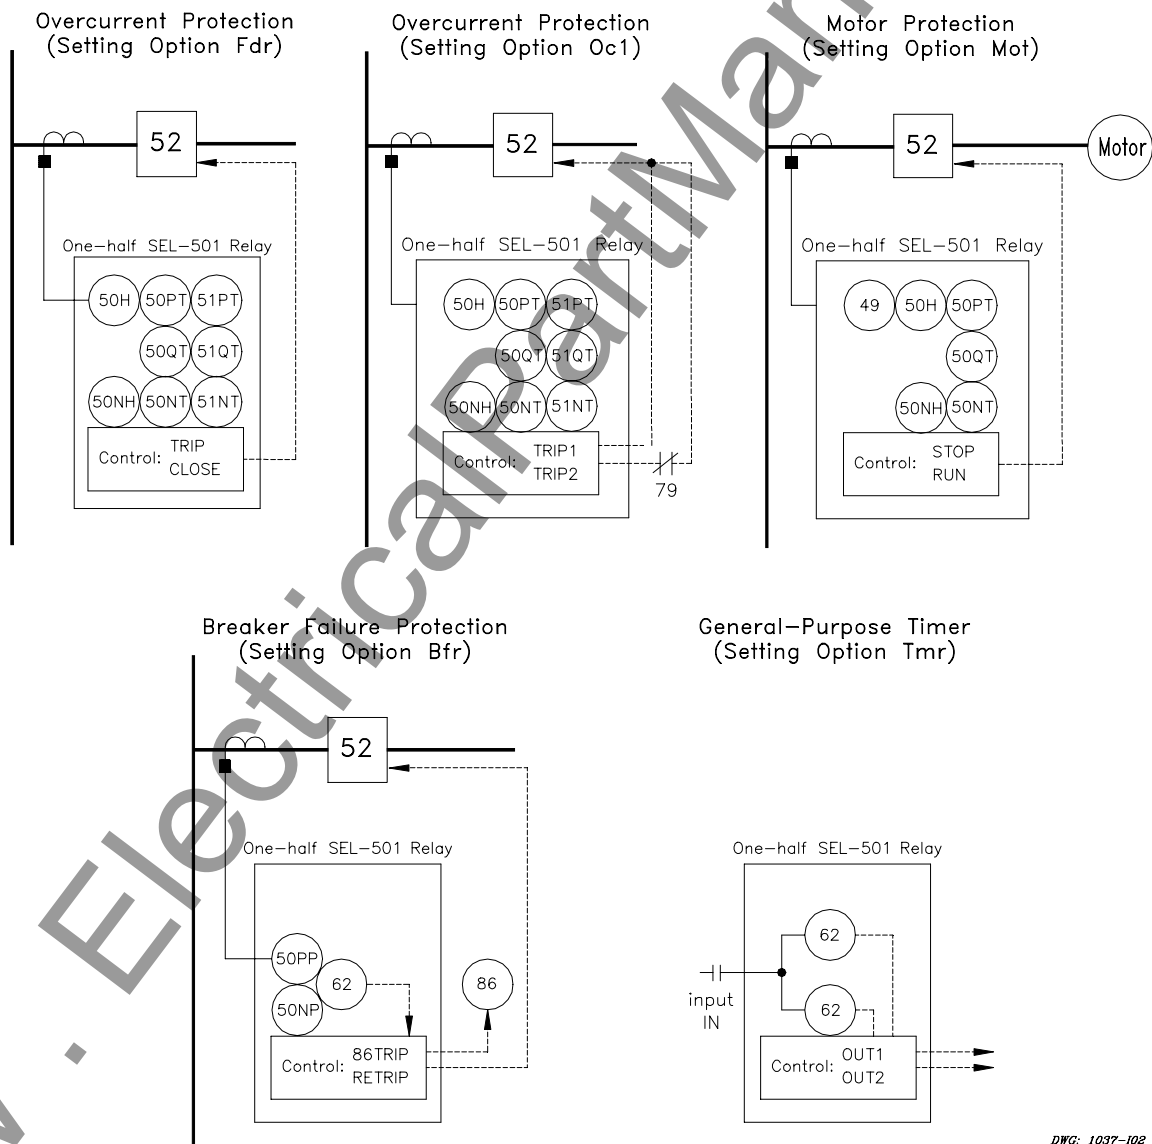 Overcurrent Protection
(Setting Option Fdr)
52
One-half SEL-501 Relay
50H 50PT 51PT
50QT 51QT
50NH 50NT 51NT
Control: TRIP
CLOSE
Overcurrent Protection
(Setting Option Oc1)
52
One-half SEL-501 Relay
50H 50PT 51PT
50QT 51QT
50NH 50NT 51NT
Control: TRIP1
TRIP2
79
Motor Protection
(Setting Option Mot)
52
Motor
One-half SEL-501 Relay
49 50H 50PT
50QT
50NH 50NT
Control: STOP
RUN
Breaker Failure Protection
(Setting Option Bfr)
52
One-half SEL-501 Relay
50PP
62
86
50NP
Control: 86TRIP
RETRIP
General-Purpose Timer
(Setting Option Tmr)
One-half SEL-501 Relay
62
input
IN
62
Control: OUT1
OUT2
DWG: 1037-I02
. ElectricalPartMan